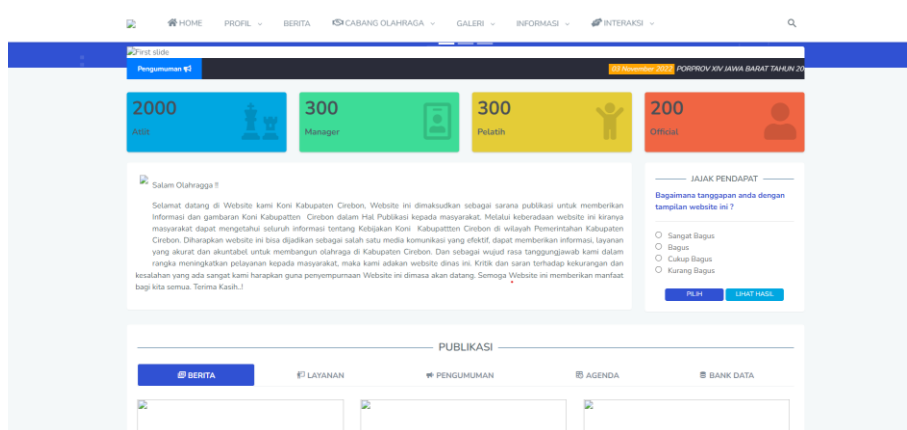 HOME PROFIL BERITA CABANG OLAHRAGA GALERI INFORMASI INTERAKSI
First slide
Pengumuman 03 November 2022 PORPROV XIV JAWA BARAT TAHUN 20
2000 300 300 200
Atlit Manager Pelatih Official
Salam Olahragga !!
Selamat datang di Website kami Koni Kabupaten Cirebon, Website ini dimaksudkan sebagai sarana publikasi untuk memberikan
Informasi dan gambaran Koni Kabupatten Cirebon dalam Hal Publikasi kepada masyarakat. Melalui keberadaan website ini kiranya
masyarakat dapat mengetahui seluruh informasi tentang Kebijakan Koni Kabupattten Cirebon di wilayah Pemerintahan Kabupaten
Cirebon. Diharapkan website ini bisa dijadikan sebagai salah satu media komunikasi yang efektif, dapat memberikan informasi, layanan
yang akurat dan akuntabel untuk membangun olahraga di Kabupaten Cirebon. Dan sebagai wujud rasa tanggungjawab kami dalam
rangka meningkatkan pelayanan kepada masyarakat, maka kami adakan website dinas ini. Kritik dan saran terhadap kekurangan dan
kesalahan yang ada sangat kami harapkan guna penyempurnaan Website ini dimasa akan datang. Semoga Website ini memberikan manfaat
bagi kita semua. Terima Kasih..!
JAJAK PENDAPAT
Bagaimana tanggapan anda dengan
tampilan website ini ?
Sangat Bagus
Bagus
Cukup Bagus
Kurang Bagus
PILIH LIHAT HASIL
PUBLIKASI
BERITA LAYANAN PENGUMUMAN AGENDA BANK DATA